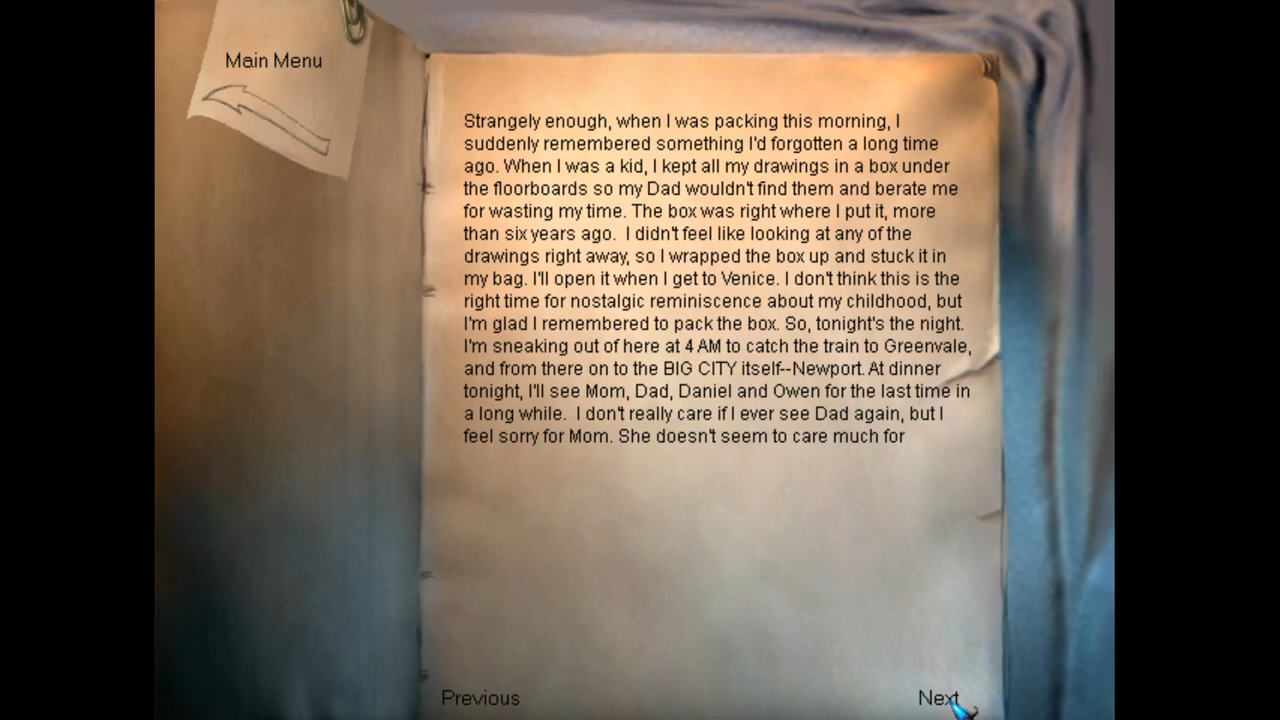 Main Menu
Strangely enough, when I was packing this morning, I
suddenly remembered something I'd forgotten a long time
ago. When I was a kid, I kept all my drawings in a box under
the floorboards so my Dad wouldn't find them and berate me
for wasting my time. The box was right where I put it, more
than six years ago.  I didn't feel like looking at any of the
drawings right away, so I wrapped the box up and stuck it in
my bag. I'll open it when I get to Venice. I don't think this is the
right time for nostalgic reminiscence about my childhood, but
I'm glad I remembered to pack the box. So, tonight's the night.
I'm sneaking out of here at 4 AM to catch the train to Greenvale,
and from there on to the BIG CITY itself--Newport. At dinner
tonight, I'll see Mom, Dad, Daniel and Owen for the last time in
a long while.  I don't really care if I ever see Dad again, but I
feel sorry for Mom. She doesn't seem to care much for
Previous
Next